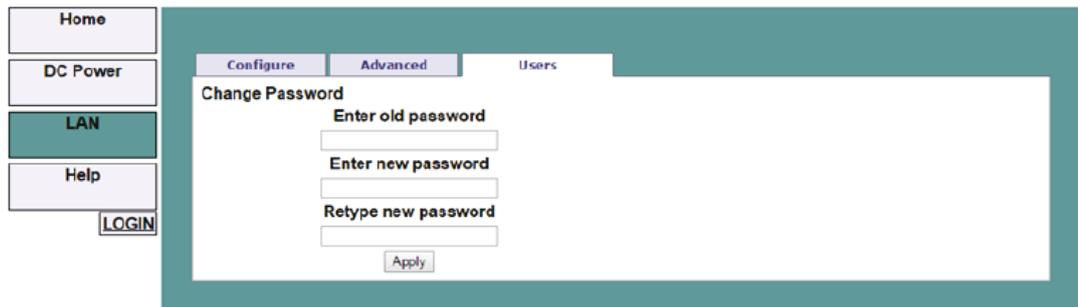 Home
DC Power
LAN
Help
LOGIN
Configure Advanced Users
Change Password
Enter old password
Enter new password
Retype new password
Apply